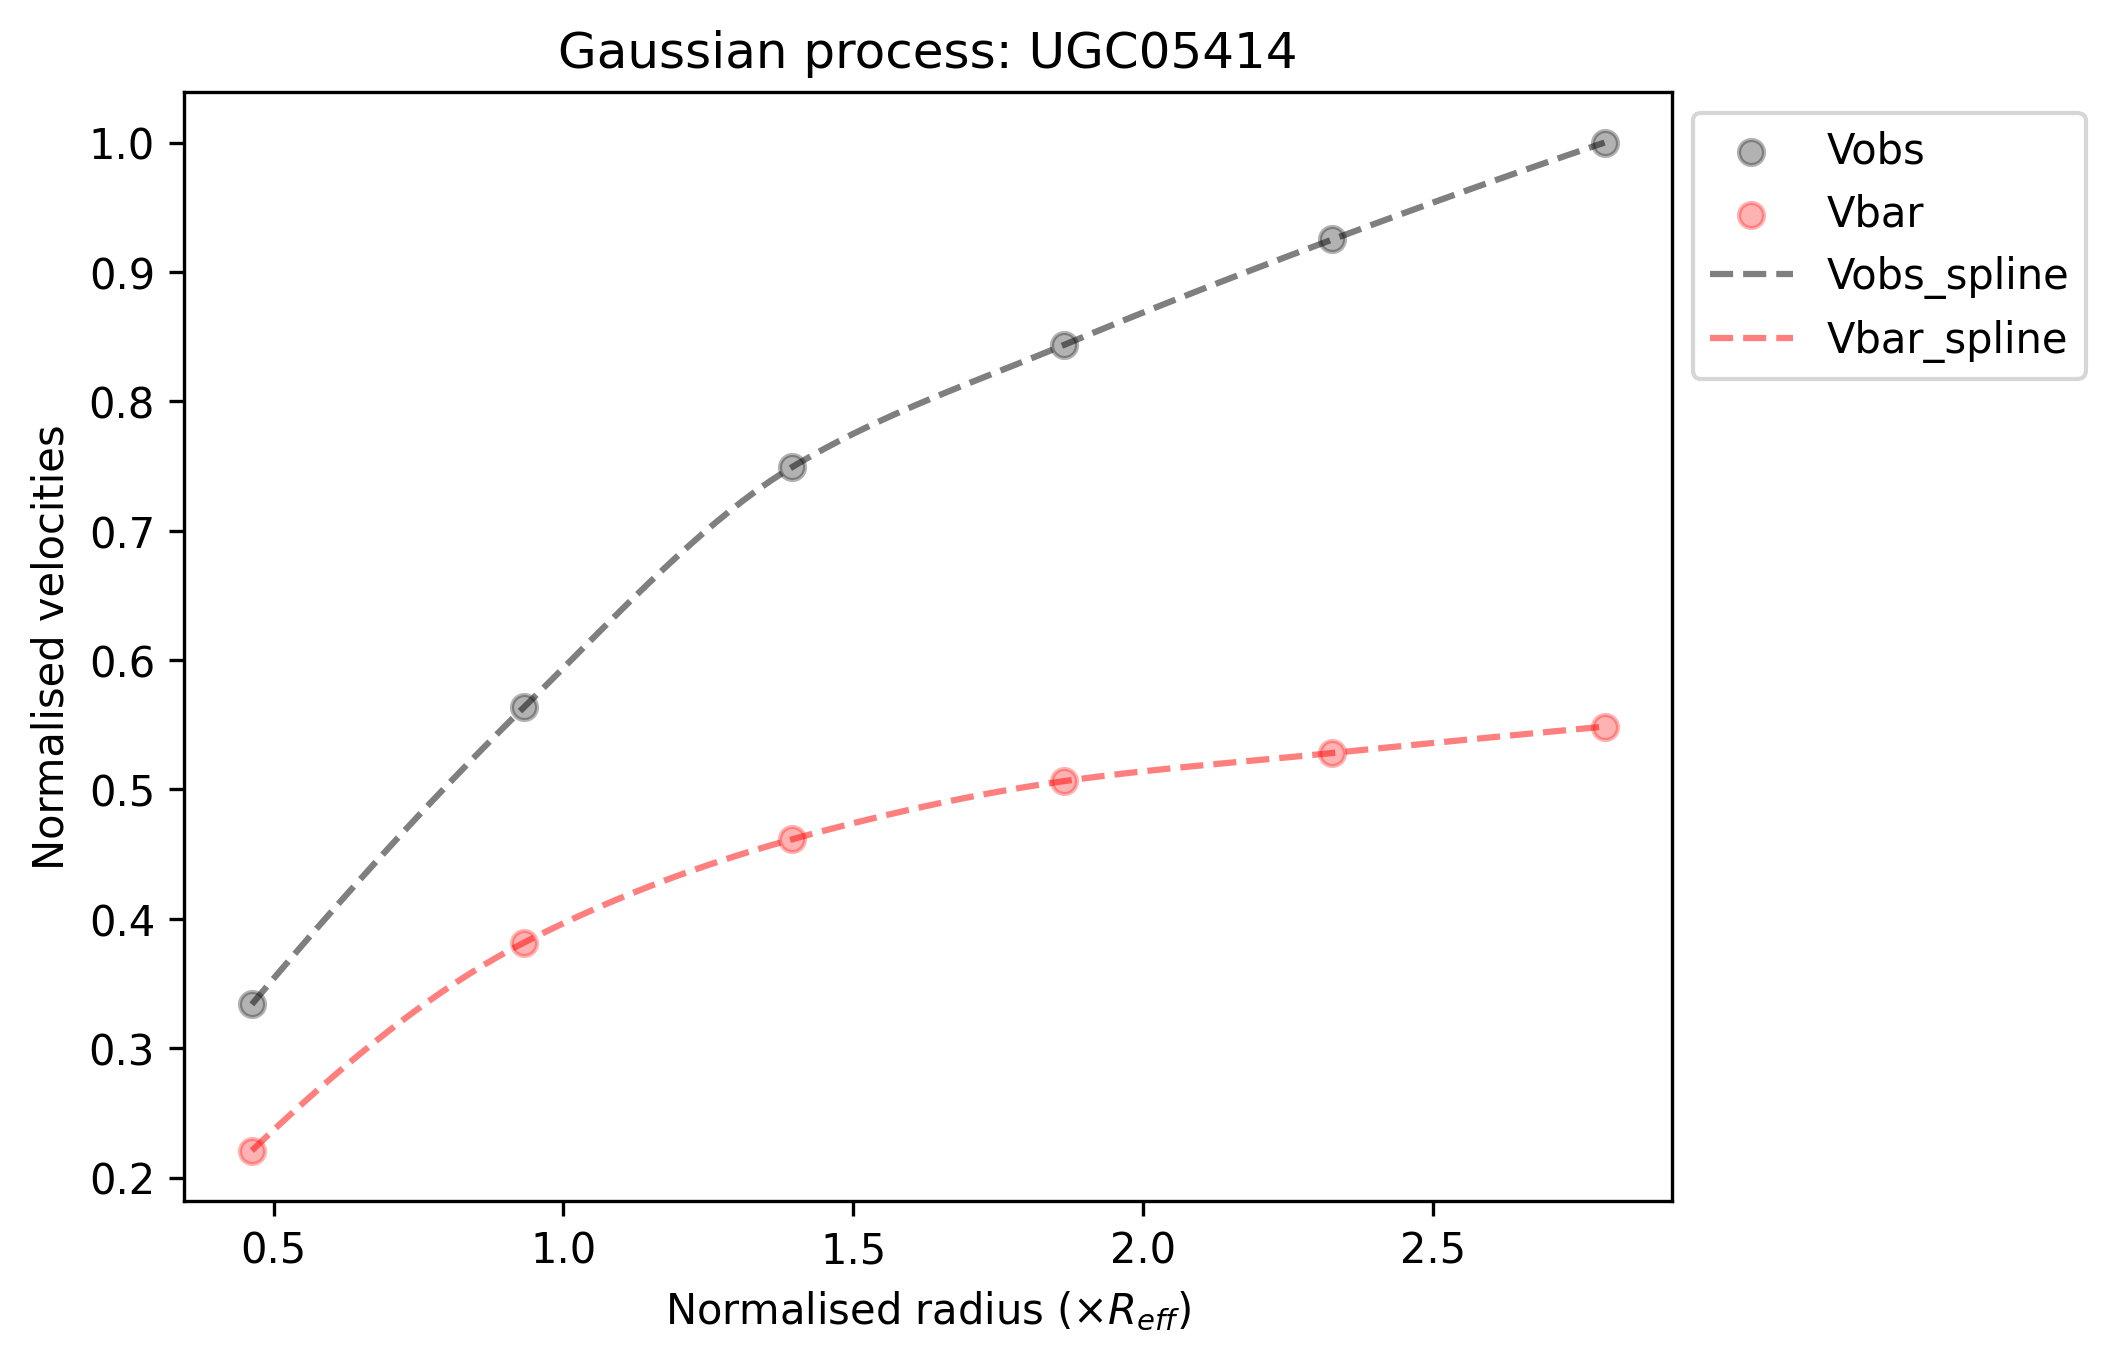 Gaussian process: UGC05414
Normalised velocities
1.0
0.9
0.8
0.7
0.6
0.5
0.4
0.3
0.2
0.5 1.0 1.5 2.0 2.5
Normalised radius (×R_eff)
Vobs
Vbar
Vobs_spline
Vbar_spline